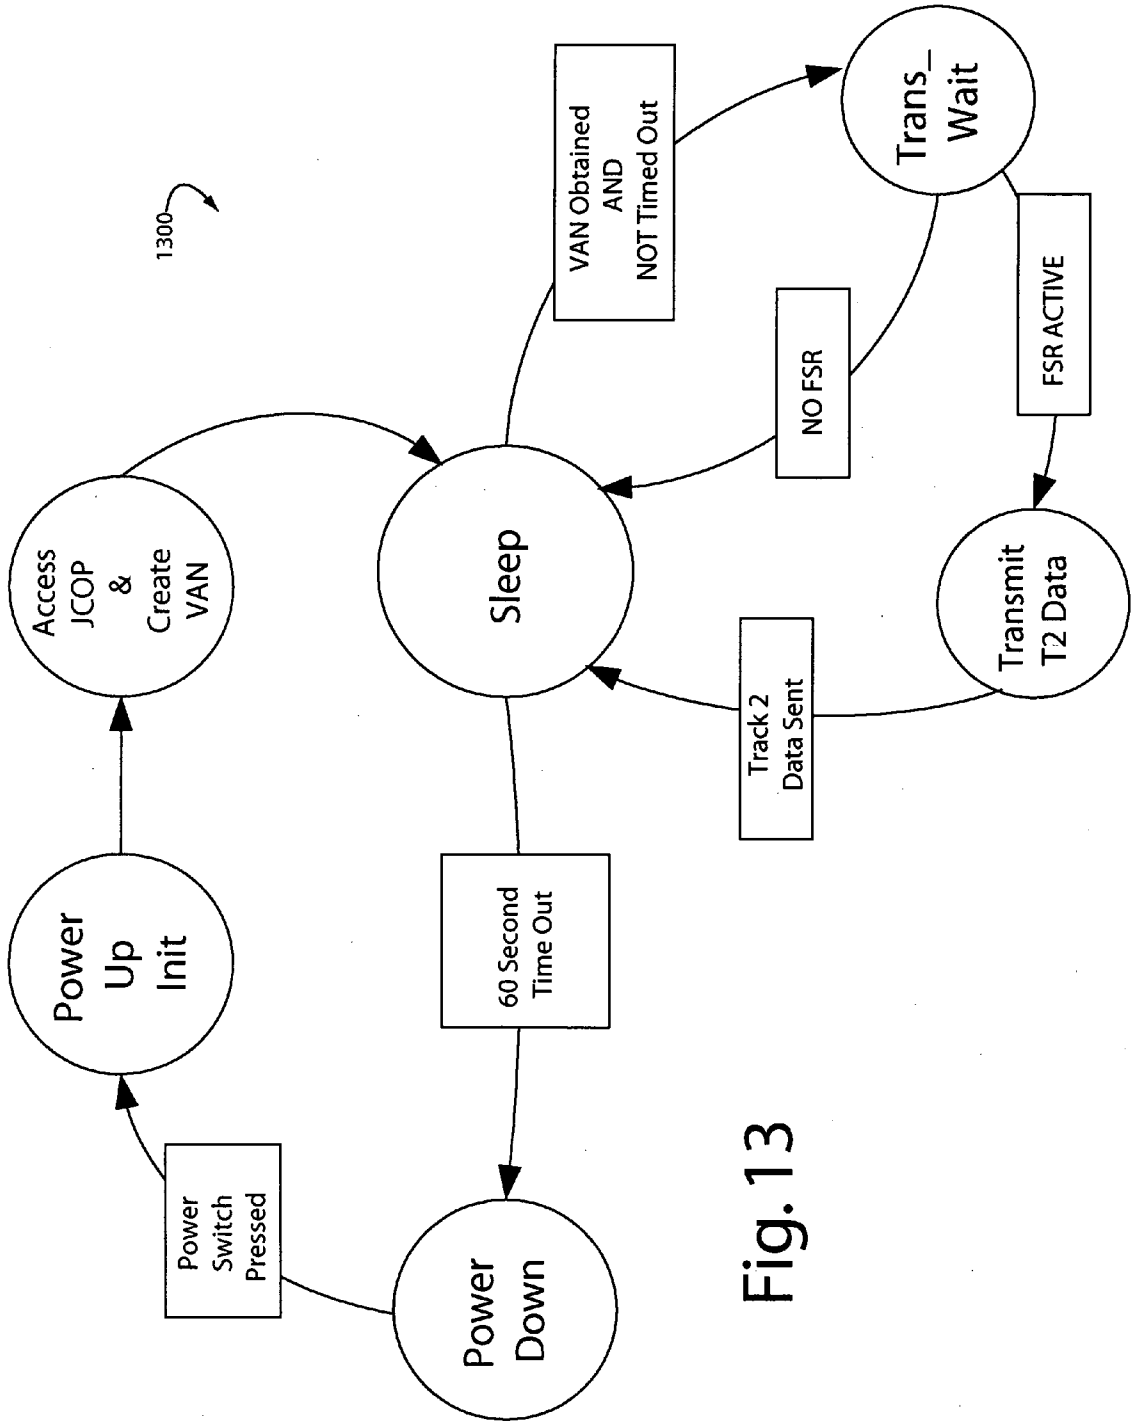 1300
Power
Down
Power
Switch
Pressed
Power
Up
Init
Access
JCOP
&
Create
VAN
Sleep
60 Second
Time Out
VAN Obtained
AND
NOT Timed Out
Trans_
Wait
NO FSR
FSR ACTIVE
Transmit
T2 Data
Track 2
Data Sent
Fig. 13